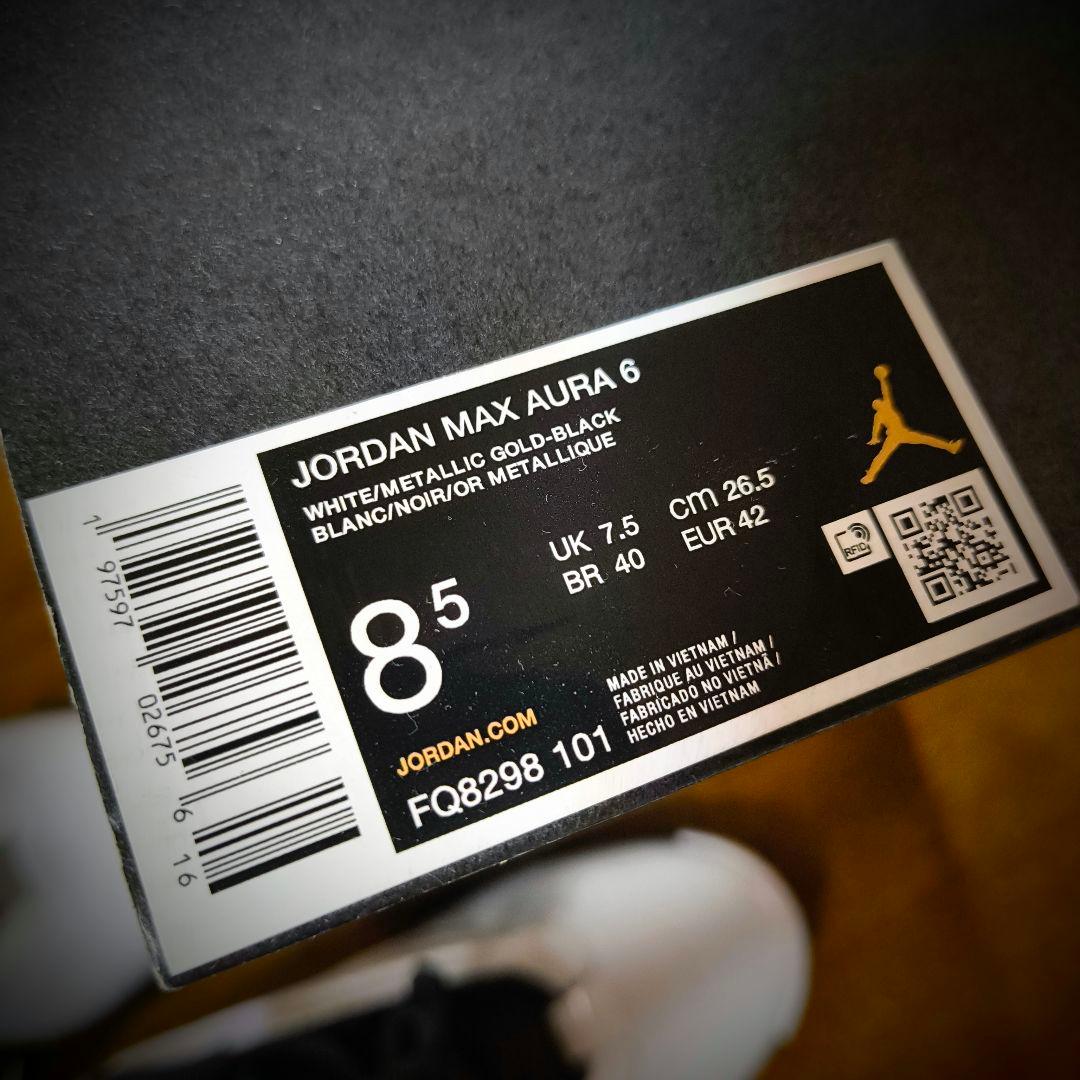 JORDAN MAX AURA 6
WHITE/METALLIC GOLD-BLACK
BLANC/NOIR/OR METALLIQUE
UK 7.5 cm 26.5
BR 40 EUR 42
8 5
RFID
MADE IN VIETNAM /
FABRIQUE AU VIETNAM /
FABRICADO NO VIETNÃ /
HECHO EN VIETNAM
JORDAN.COM
FQ8298 101
1 97597 02675 6 16